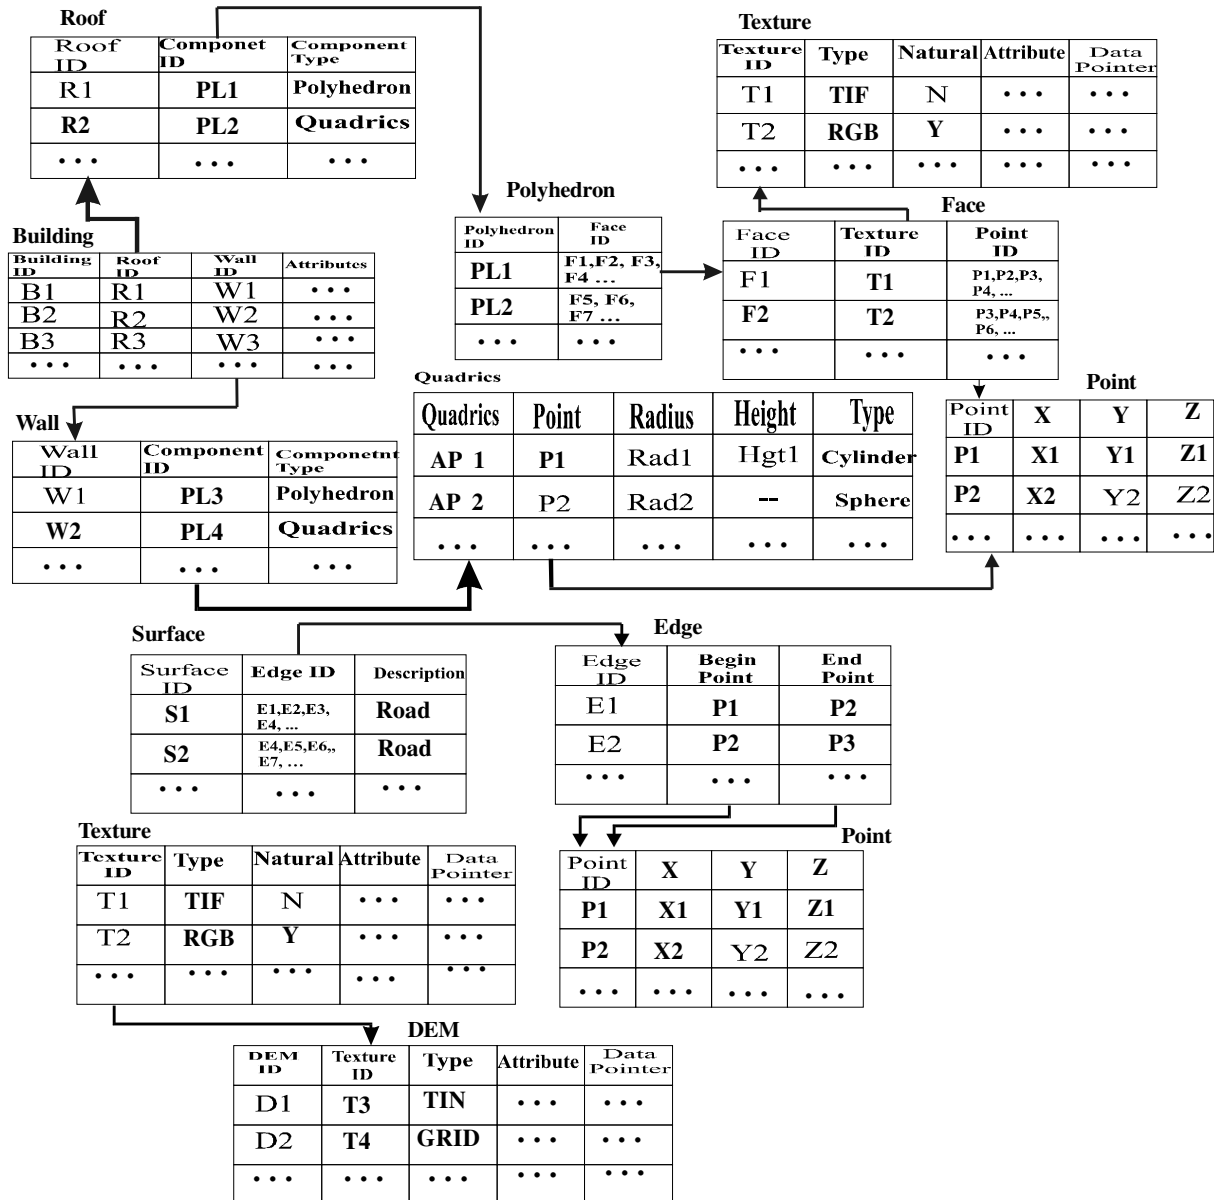 Roof
Roof ID Componet ID Component Type
R1 PL1 Polyhedron
R2 PL2 Quadrics
... ... ...
Texture
Texture ID Type Natural Attribute Data Pointer
T1 TIF N ... ...
T2 RGB Y ... ...
... ... ... ... ...
Building
Building ID Roof ID Wall ID Attributes
B1 R1 W1 ...
B2 R2 W2 ...
B3 R3 W3 ...
... ... ... ...
Polyhedron
Polyhedron ID Face ID
PL1 F1,F2, F3, F4 ...
PL2 F5, F6, F7 ...
... ...
Face
Face ID Texture ID Point ID
F1 T1 P1,P2,P3, P4, ...
F2 T2 P3,P4,P5,, P6, ...
... ... ...
Wall
Wall ID Component ID Componetnt Type
W1 PL3 Polyhedron
W2 PL4 Quadrics
... ... ...
Quadrics
Quadrics Point Radius Height Type
AP 1 P1 Rad1 Hgt1 Cylinder
AP 2 P2 Rad2 -- Sphere
... ... ... ... ...
Point
Point ID X Y Z
P1 X1 Y1 Z1
P2 X2 Y2 Z2
... ... ... ...
Surface
Surface ID Edge ID Description
S1 E1,E2,E3, E4, ... Road
S2 E4,E5,E6,, E7, ... Road
... ... ...
Edge
Edge ID Begin Point End Point
E1 P1 P2
E2 P2 P3
... ... ...
Texture
Texture ID Type Natural Attribute Data Pointer
T1 TIF N ... ...
T2 RGB Y ... ...
... ... ... ... ...
Point
Point ID X Y Z
P1 X1 Y1 Z1
P2 X2 Y2 Z2
... ... ... ...
DEM
DEM ID Texture ID Type Attribute Data Pointer
D1 T3 TIN ... ...
D2 T4 GRID ... ...
... ... ... ... ...